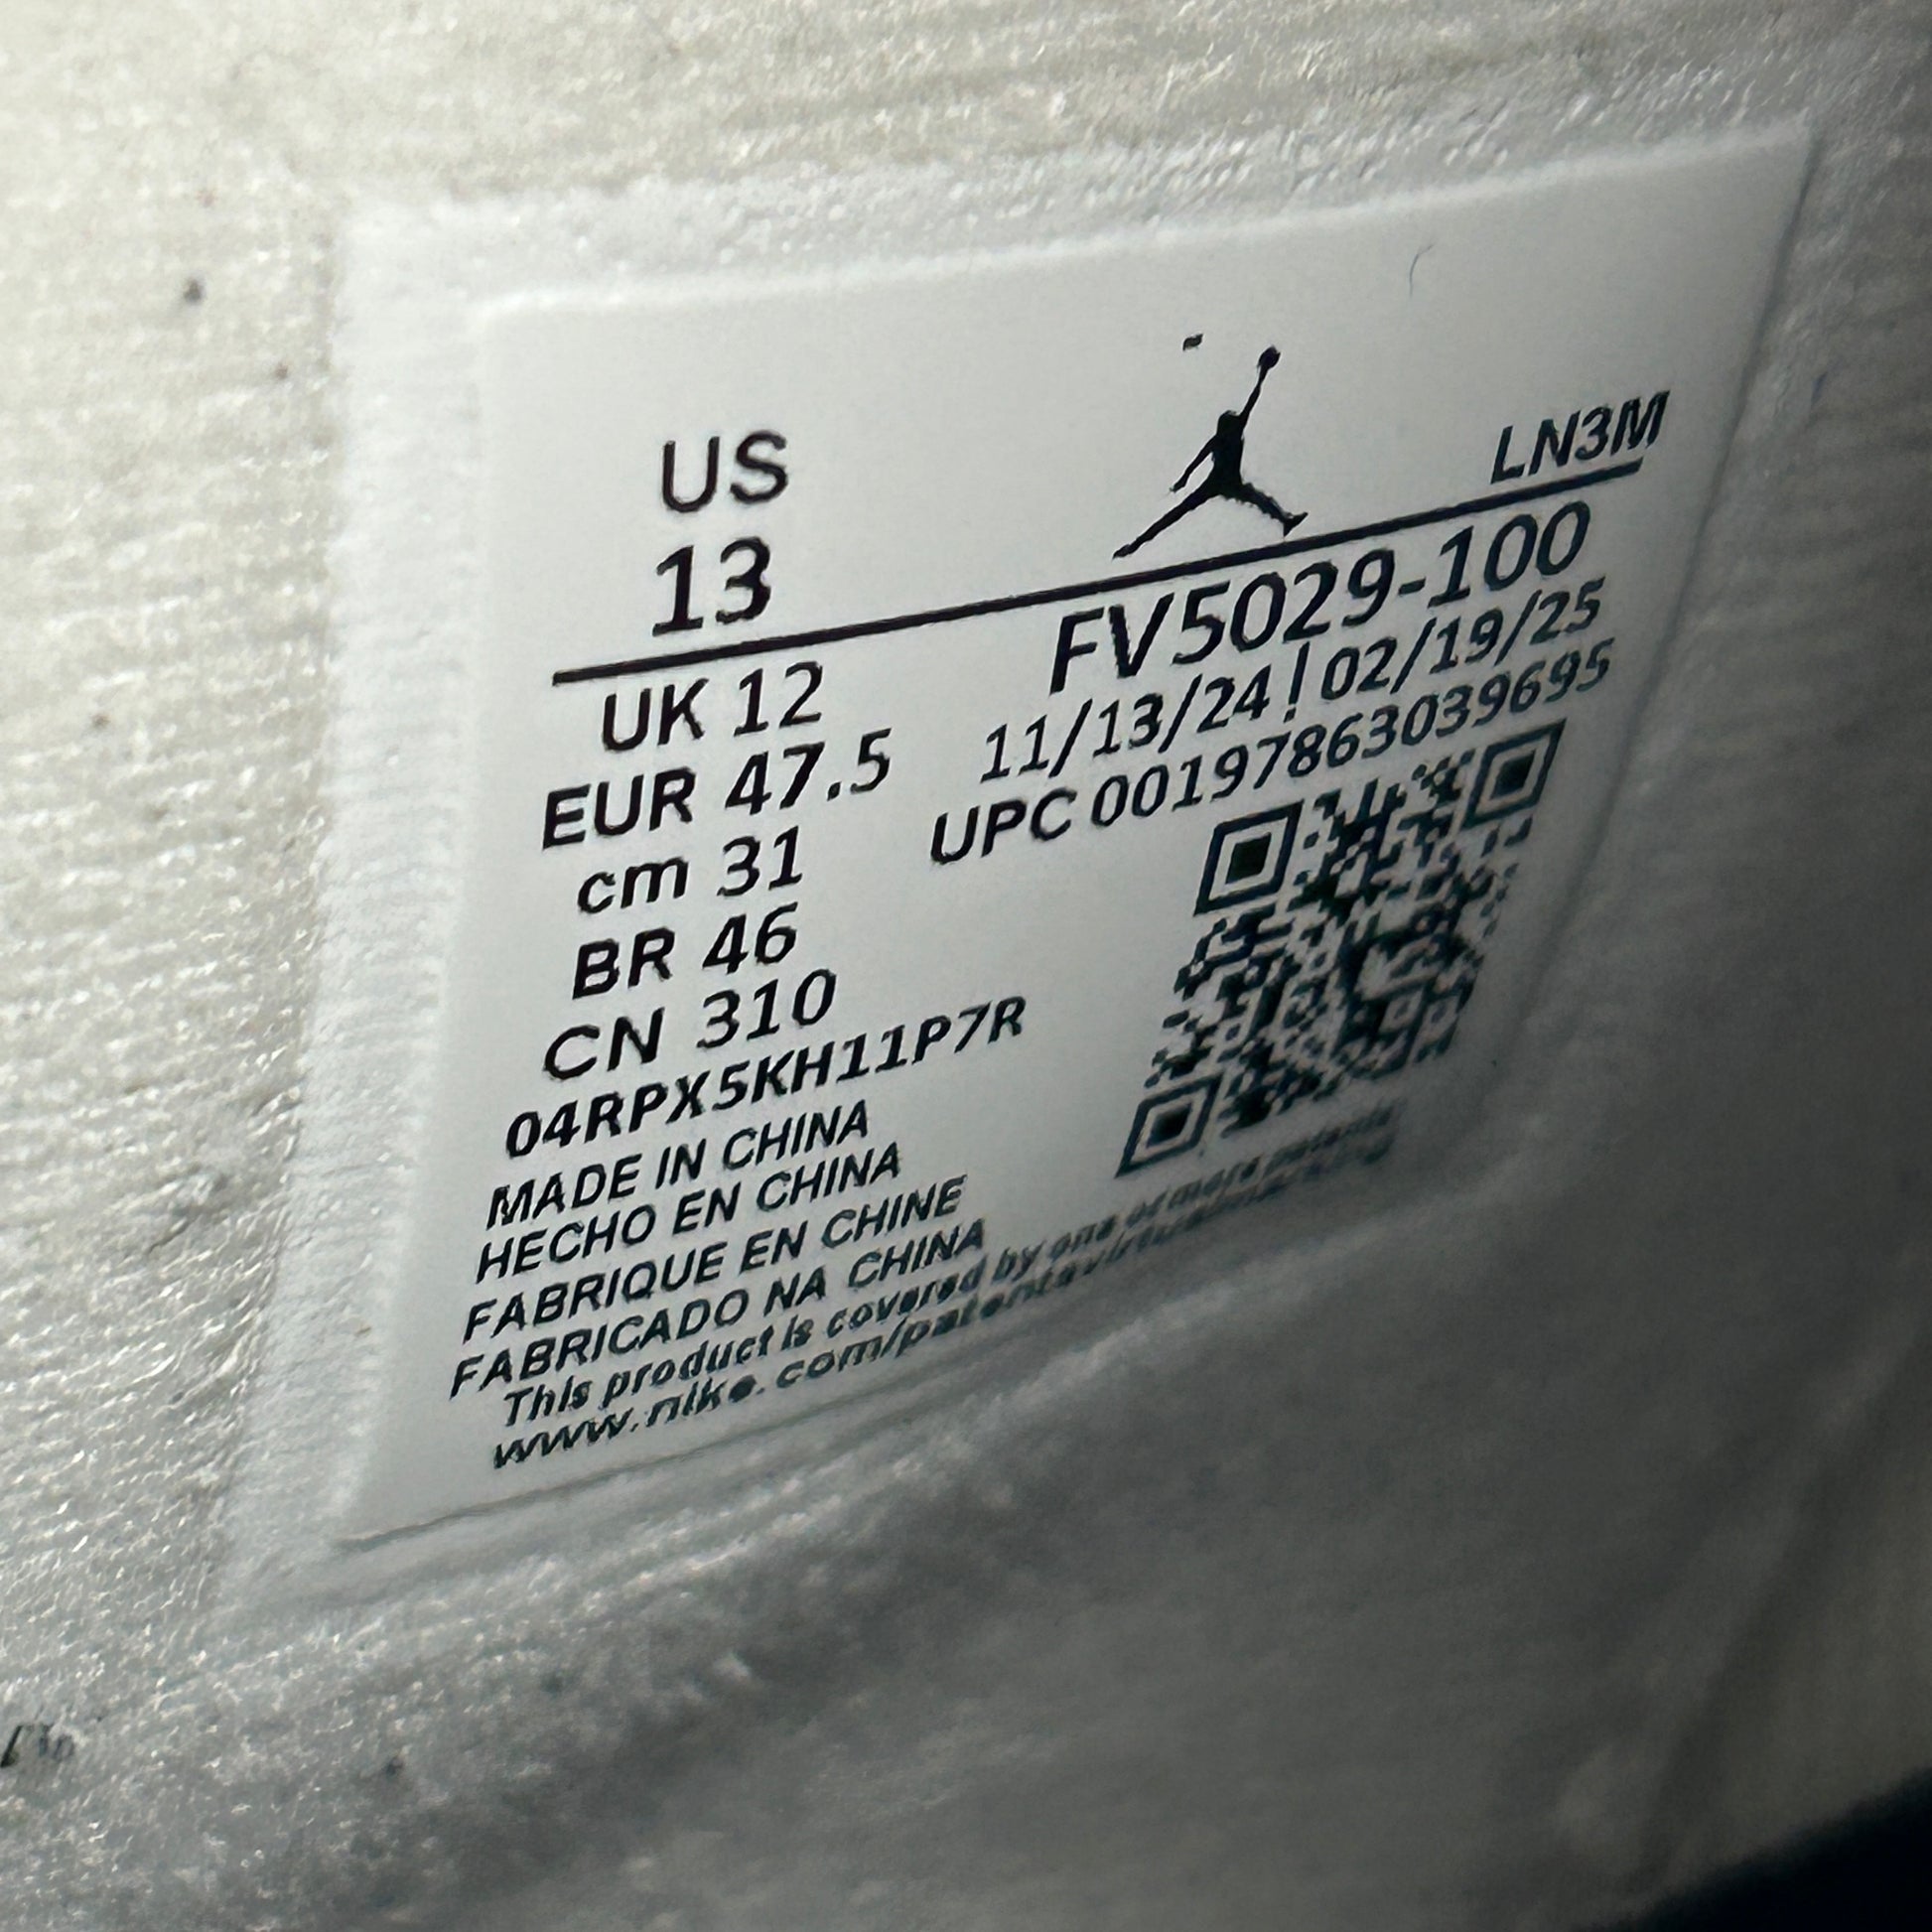 US
LN3M
13
FV5029-100
UK 12
11/13/24 ! 02/19/25
EUR 47.5
UPC 00197863039695
cm 31
BR 46
CN 310
04RPX5KH11P7R
MADE IN CHINA
HECHO EN CHINA
FABRIQUE EN CHINE
FABRICADO NA CHINA
This product is covered by one or more patents
www.nike.com/patentsvirtualmarking